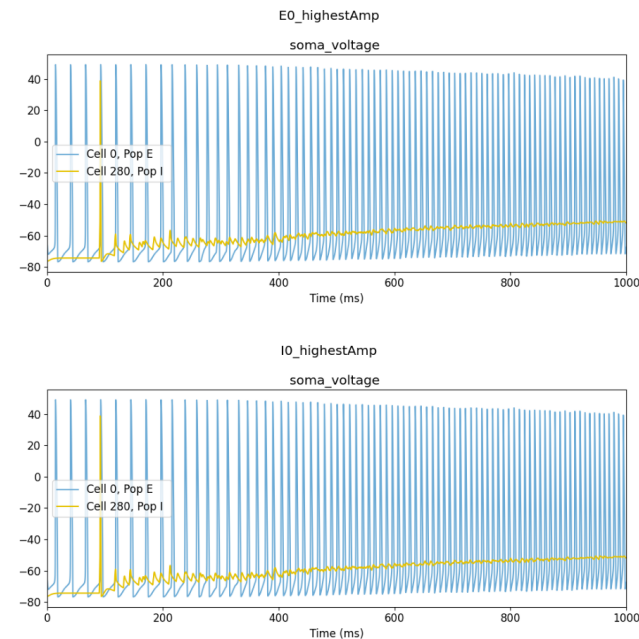 E0_highestAmp
soma_voltage
40
20
0
−20
−40
−60
−80
Cell 0, Pop E
Cell 280, Pop I
0
200
400
600
800
1000
Time (ms)
I0_highestAmp
soma_voltage
40
20
0
−20
−40
−60
−80
Cell 0, Pop E
Cell 280, Pop I
0
200
400
600
800
1000
Time (ms)